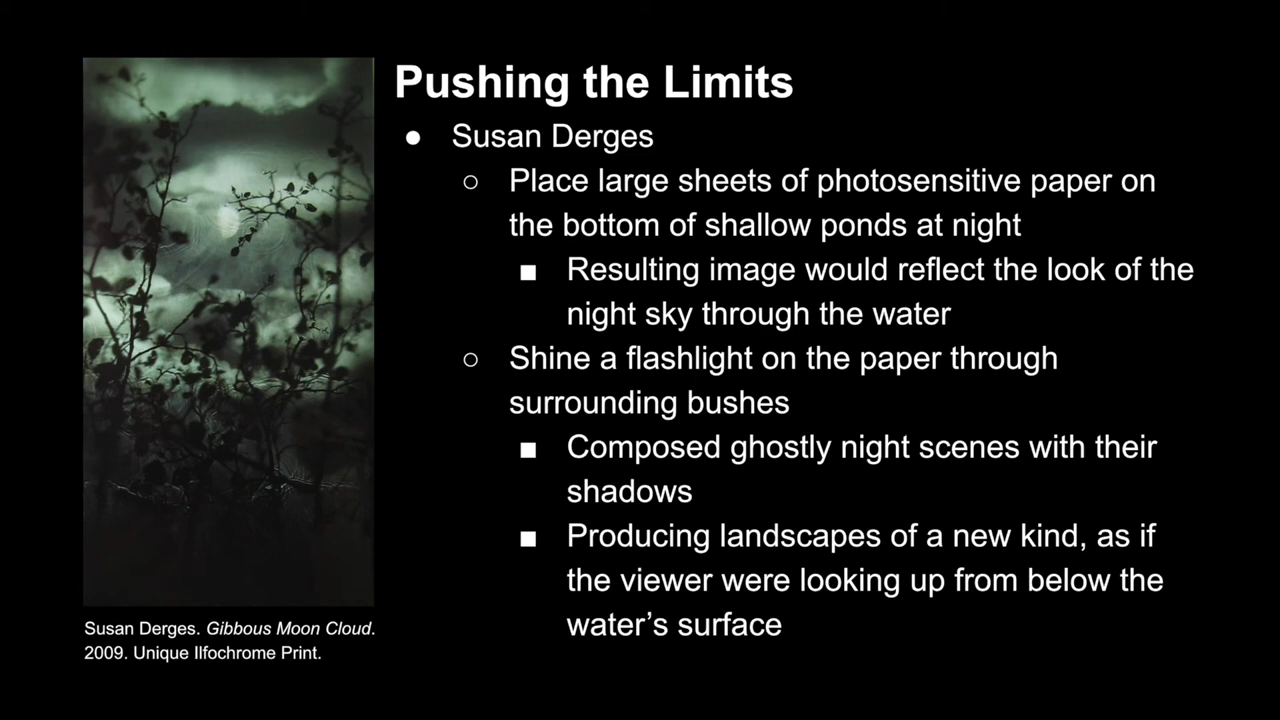 Pushing the Limits
● Susan Derges
○ Place large sheets of photosensitive paper on
the bottom of shallow ponds at night
■ Resulting image would reflect the look of the
night sky through the water
○ Shine a flashlight on the paper through
surrounding bushes
■ Composed ghostly night scenes with their
shadows
■ Producing landscapes of a new kind, as if
the viewer were looking up from below the
water’s surface
Susan Derges. Gibbous Moon Cloud.
2009. Unique Ilfochrome Print.